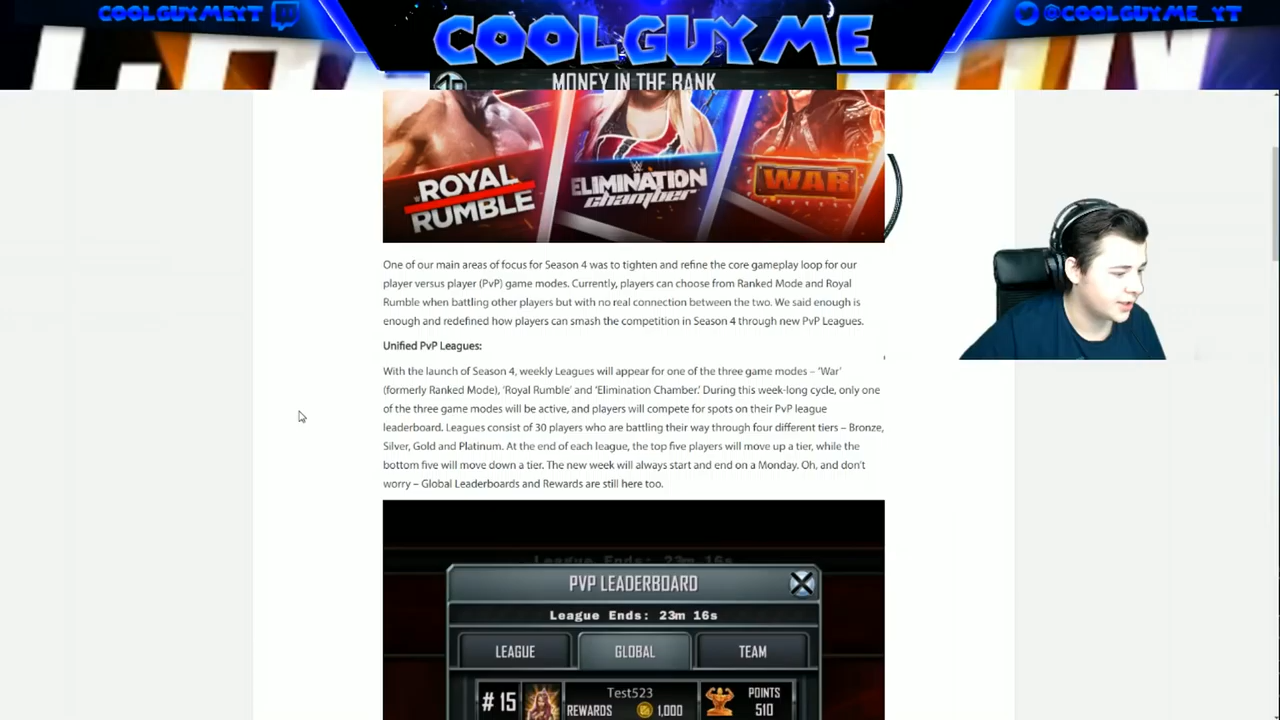 COOLGUYMEYT
COOLGUY ME
@COOLGUYME_YT
MONEY IN THE BANK
ROYAL
RUMBLE
ELIMINATION
chamber
WAR
One of our main areas of focus for Season 4 was to tighten and refine the core gameplay loop for our
player versus player (PvP) game modes. Currently, players can choose from Ranked Mode and Royal
Rumble when battling other players but with no real connection between the two. We said enough is
enough and redefined how players can smash the competition in Season 4 through new PvP Leagues.
Unified PvP Leagues:
With the launch of Season 4, weekly Leagues will appear for one of the three game modes – ‘War’
(formerly Ranked Mode), ‘Royal Rumble’ and ‘Elimination Chamber.’ During this week-long cycle, only one
of the three game modes will be active, and players will compete for spots on their PvP league
leaderboard. Leagues consist of 30 players who are battling their way through four different tiers – Bronze,
Silver, Gold and Platinum. At the end of each league, the top five players will move up a tier, while the
bottom five will move down a tier. The new week will always start and end on a Monday. Oh, and don’t
worry – Global Leaderboards and Rewards are still here too.
League Ends: 23m 16s
PVP LEADERBOARD
League Ends: 23m 16s
LEAGUE
GLOBAL
TEAM
# 15
Test523
REWARDS 1,000
POINTS
510